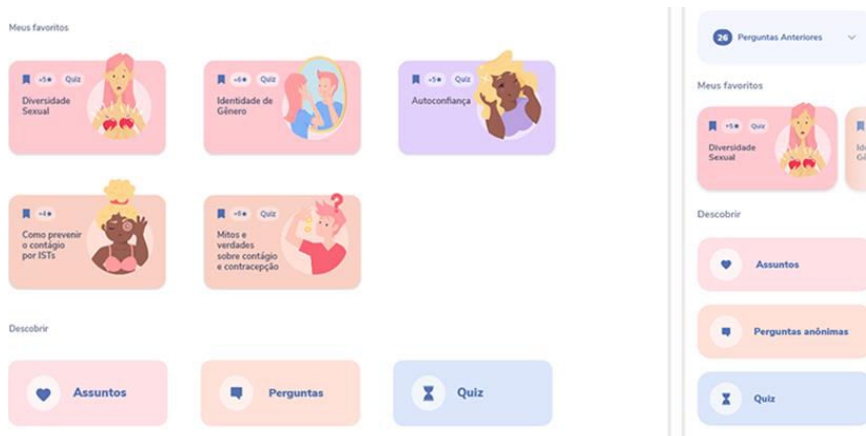 Meus favoritos
+5 Quiz
Diversidade
Sexual
+6 Quiz
Identidade de
Gênero
+5 Quiz
Autoconfiança
+4
Como prevenir
o contágio
por ISTs
Quiz
Mitos e
verdades
sobre contágio
e contracepção
?
Descobrir
Assuntos
Perguntas
Quiz
26 Perguntas Anteriores
Meus favoritos
+5 Quiz
Diversidade
Sexual
Descobrir
Assuntos
Perguntas anônimas
Quiz